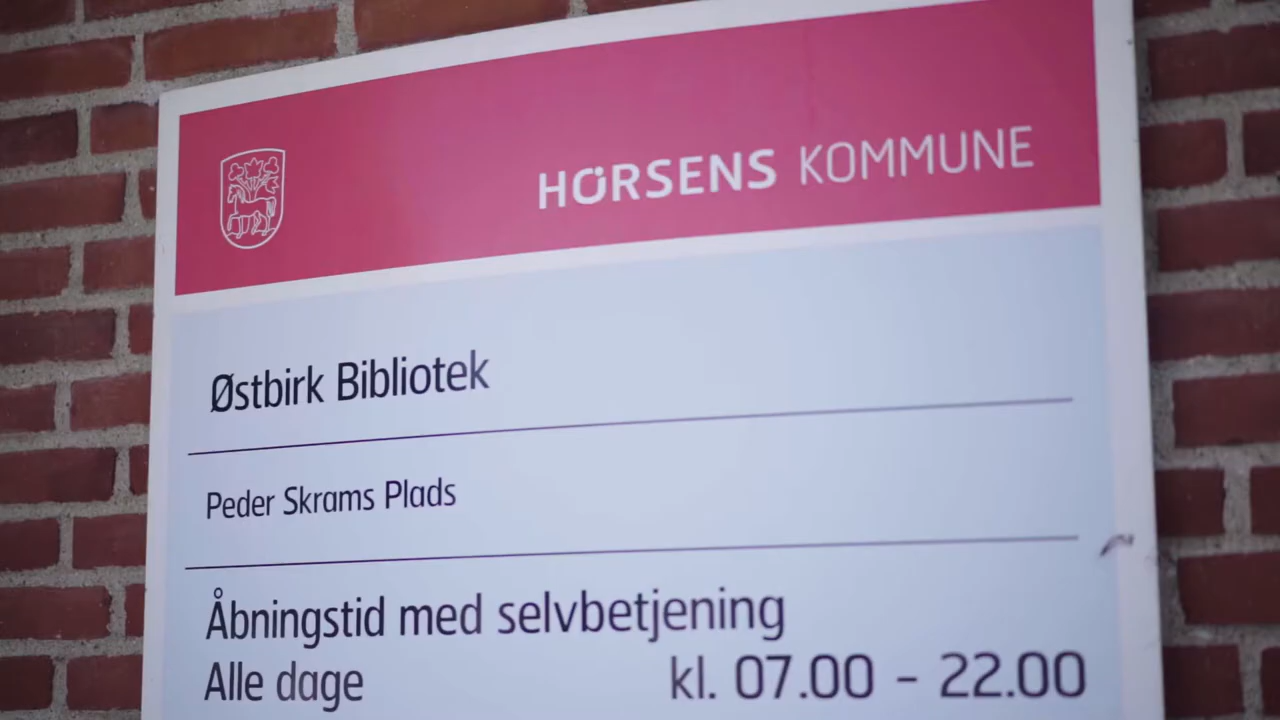 HORSENS KOMMUNE
Østbirk Bibliotek
Peder Skrams Plads
Åbningstid med selvbetjening
Alle dage kl. 07.00 - 22.00